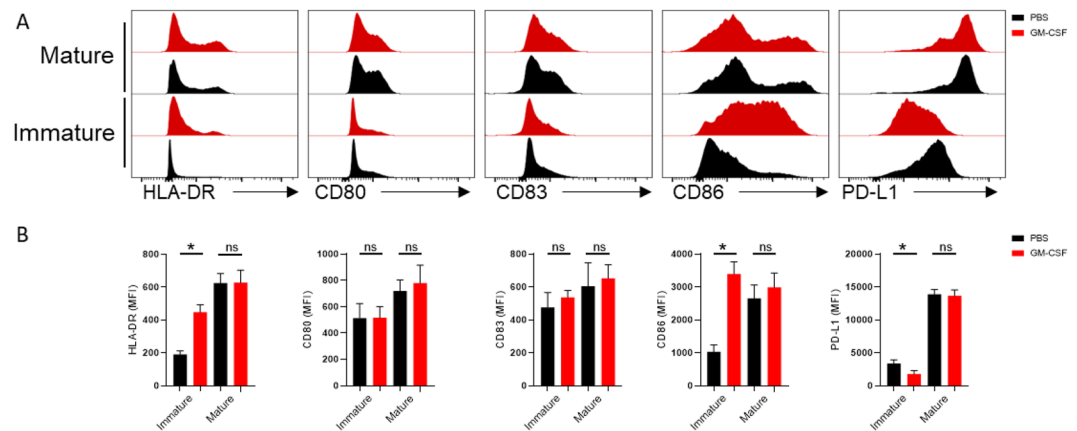 A
PBS
GM-CSF
Mature
Immature
HLA-DR
CD80
CD83
CD86
PD-L1
B
PBS
GM-CSF
HLA-DR (MFI)
800
600
400
200
0
*
ns
Immature
Mature
CD80 (MFI)
1000
800
600
400
200
0
ns
ns
Immature
Mature
CD83 (MFI)
800
600
400
200
0
ns
ns
Immature
Mature
CD86 (MFI)
4000
3000
2000
1000
0
*
ns
Immature
Mature
PD-L1 (MFI)
20000
15000
10000
5000
0
*
ns
Immature
Mature